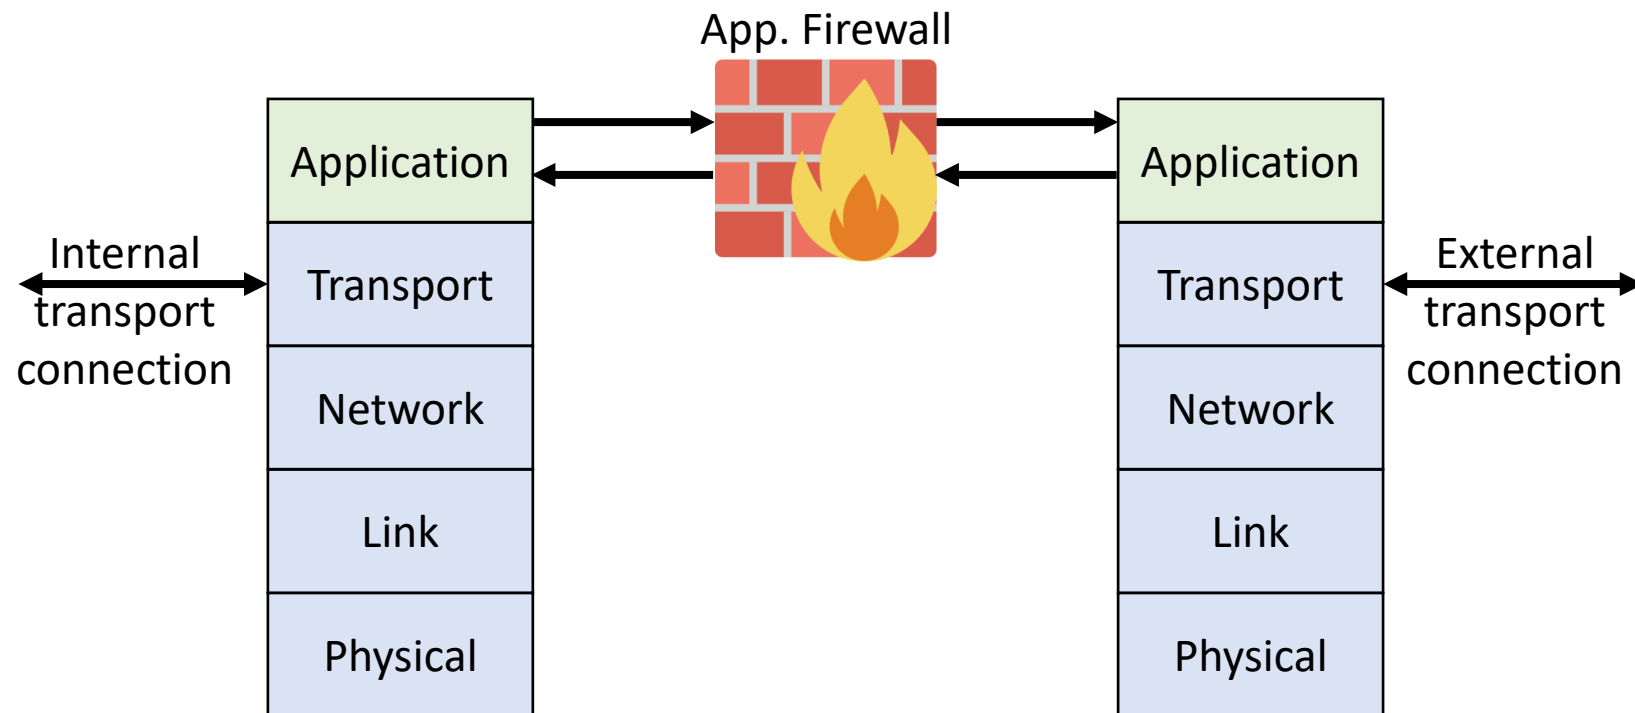 App. Firewall
Application
Application
Internal
transport
connection
Transport
Transport
External
transport
connection
Network
Network
Link
Link
Physical
Physical